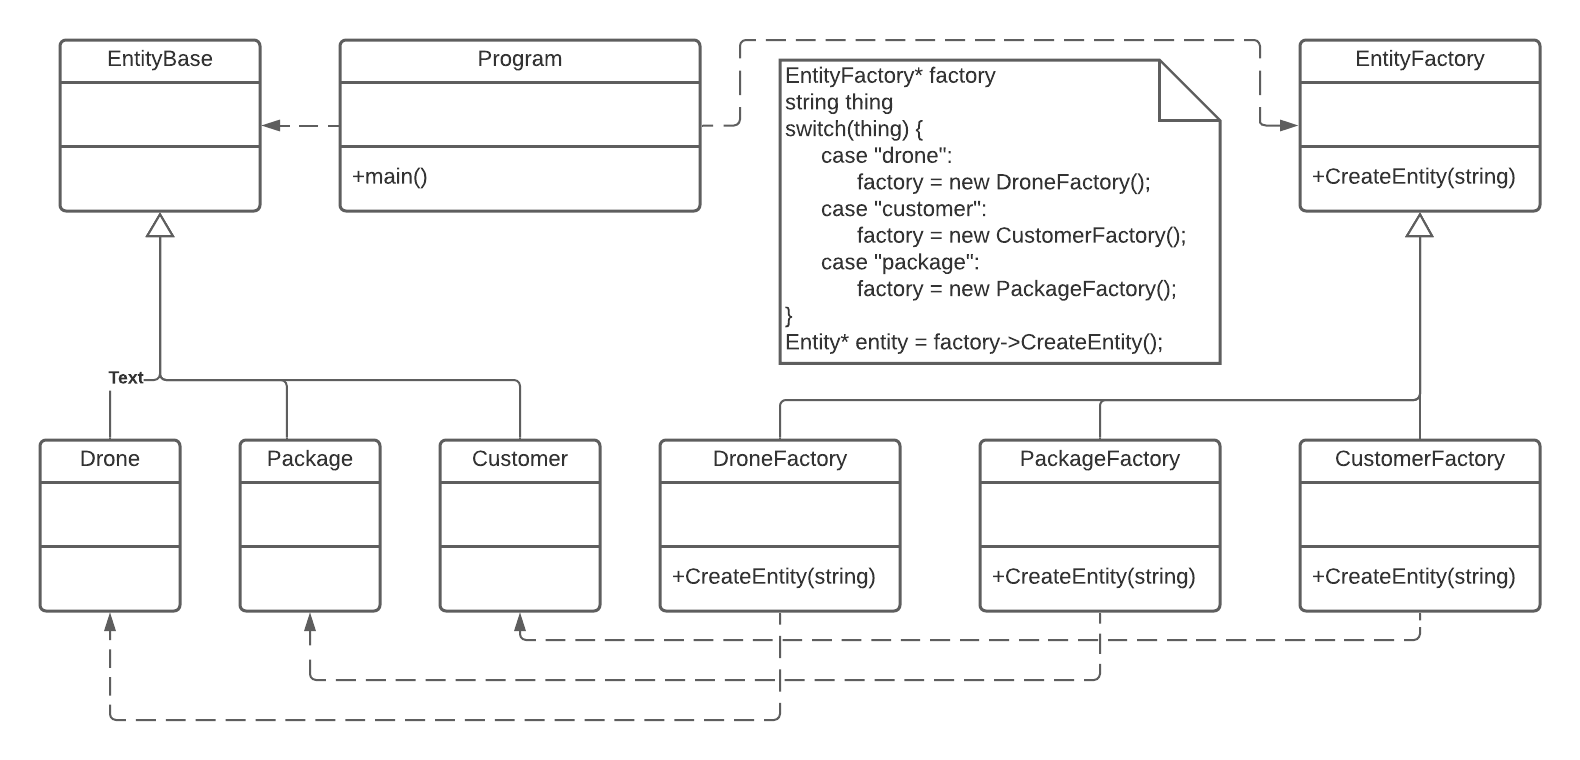 EntityBase
Program
+main()
EntityFactory* factory
string thing
switch(thing) {
case "drone":
factory = new DroneFactory();
case "customer":
factory = new CustomerFactory();
case "package":
factory = new PackageFactory();
}
Entity* entity = factory->CreateEntity();
EntityFactory
+CreateEntity(string)
Text
Drone
Package
Customer
DroneFactory
+CreateEntity(string)
PackageFactory
+CreateEntity(string)
CustomerFactory
+CreateEntity(string)